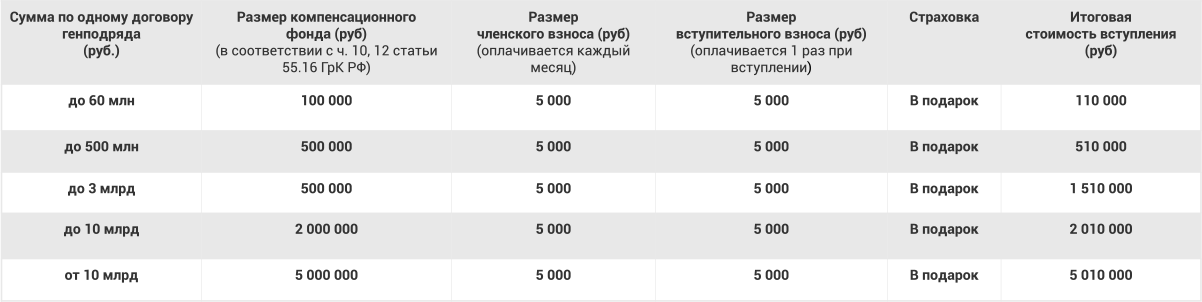 Сумма по одному договору генподряда (руб.) | Размер компенсационного фонда (руб) (в соответствии с ч. 10, 12 статьи 55.16 ГрК РФ) | Размер членского взноса (руб) (оплачивается каждый месяц) | Размер вступительного взноса (руб) (оплачивается 1 раз при вступлении) | Страховка | Итоговая стоимость вступления (руб)
до 60 млн | 100 000 | 5 000 | 5 000 | В подарок | 110 000
до 500 млн | 500 000 | 5 000 | 5 000 | В подарок | 510 000
до 3 млрд | 500 000 | 5 000 | 5 000 | В подарок | 1 510 000
до 10 млрд | 2 000 000 | 5 000 | 5 000 | В подарок | 2 010 000
от 10 млрд | 5 000 000 | 5 000 | 5 000 | В подарок | 5 010 000